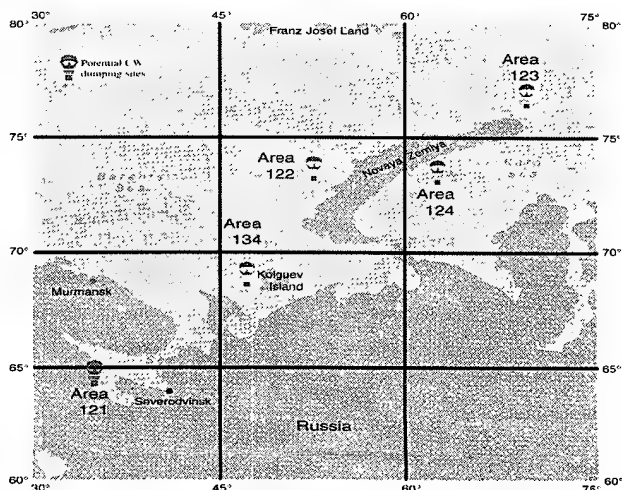 30° 45° 60° 75°
80° 80°
Franz Josef Land
Potential CW
dumping sites
Area
123
75° 75°
Novaya Zemlya
Area
122
Area
124
Area
134
70° 70°
Kolguev
Island
Murmansk
65° 65°
Area
121
Severodvinsk
Russia
60° 60°
30° 45° 60° 75°